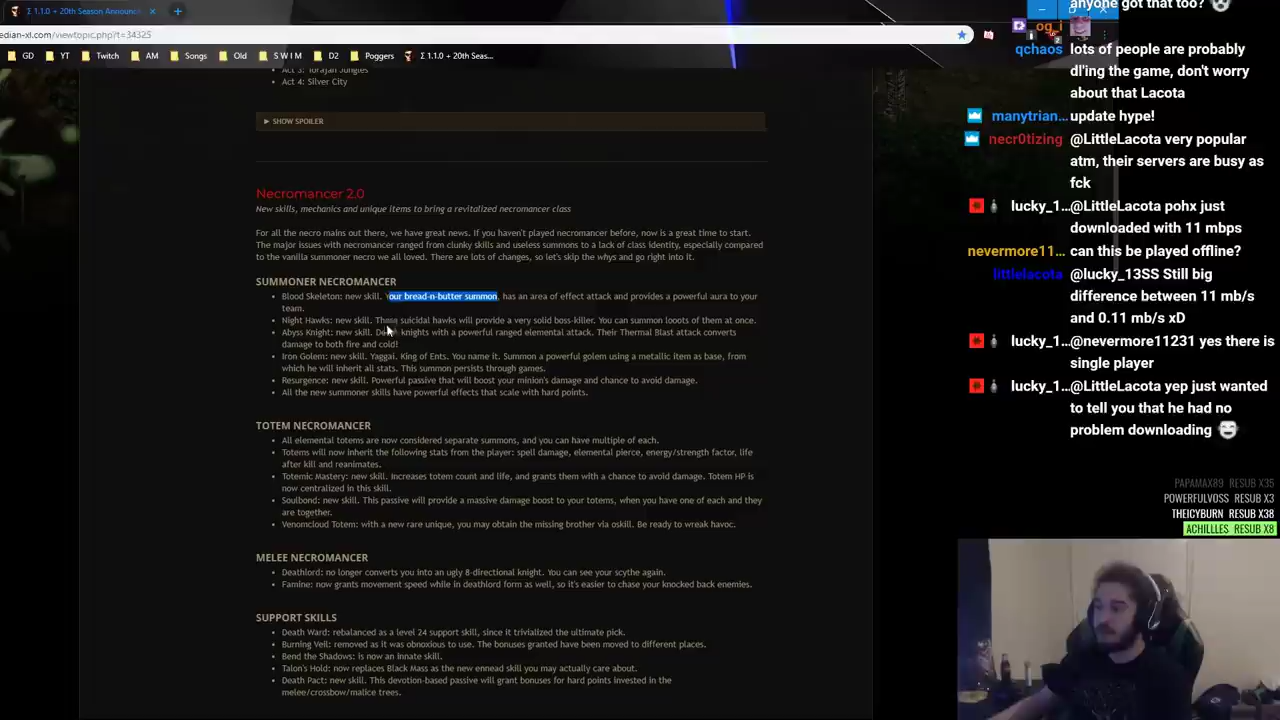 Σ 1.1.0 + 20th Season Announc
edian-xl.com/viewtopic.php?t=34325
GD
YT
Twitch
AM
Songs
Old
S W I M
D2
Poggers
Σ 1.1.0 + 20th Seas...
Act 3: Torajan Jungles
Act 4: Silver City
► SHOW SPOILER
Necromancer 2.0
New skills, mechanics and unique items to bring a revitalized necromancer class
For all the necro mains out there, we have great news. If you haven't played necromancer before, now is a great time to start.
The major issues with necromancer ranged from clunky skills and useless summons to a lack of class identity, especially compared
to the vanilla summoner necro we all loved. There are lots of changes, so let's skip the whys and go right into it.
SUMMONER NECROMANCER
• Blood Skeleton: new skill. Your bread-n-butter summon, has an area of effect attack and provides a powerful aura to your
team.
• Night Hawks: new skill. These suicidal hawks will provide a very solid boss-killer. You can summon looots of them at once.
• Abyss Knight: new skill. Death knights with a powerful ranged elemental attack. Their Thermal Blast attack converts
damage to both fire and cold!
• Iron Golem: new skill. Yaggai. King of Ents. You name it. Summon a powerful golem using a metallic item as base, from
which he will inherit all stats. This summon persists through games.
• Resurgence: new skill. Powerful passive that will boost your minion's damage and chance to avoid damage.
• All the new summoner skills have powerful effects that scale with hard points.
TOTEM NECROMANCER
• All elemental totems are now considered separate summons, and you can have multiple of each.
• Totems will now inherit the following stats from the player: spell damage, elemental pierce, energy/strength factor, life
after kill and reanimates.
• Totemic Mastery: new skill. Increases totem count and life, and grants them with a chance to avoid damage. Totem HP is
now centralized in this skill.
• Soulbond: new skill. This passive will provide a massive damage boost to your totems, when you have one of each and they
are together.
• Venomcloud Totem: with a new rare unique, you may obtain the missing brother via oskill. Be ready to wreak havoc.
MELEE NECROMANCER
• Deathlord: no longer converts you into an ugly 8-directional knight. You can see your scythe again.
• Famine: now grants movement speed while in deathlord form as well, so it's easier to chase your knocked back enemies.
SUPPORT SKILLS
• Death Ward: rebalanced as a level 24 support skill, since it trivialized the ultimate pick.
• Burning Veil: removed as it was obnoxious to use. The bonuses granted have been moved to different places.
• Bend the Shadows: is now an innate skill.
• Talon's Hold: now replaces Black Mass as the new ennead skill you may actually care about.
• Death Pact: new skill. This devotion-based passive will grant bonuses for hard points invested in the
melee/crossbow/malice trees.
anyone got that too?
og_i
qchaos lots of people are probably
dl'ing the game, don't worry
about that Lacota
manytrian... update hype!
necr0tizing @LittleLacota very popular
atm, their servers are busy as
fck
lucky_1... @LittleLacota pohx just
downloaded with 11 mbps
nevermore11... can this be played offline?
littlelacota @lucky_13SS Still big
difference between 11 mb/s
and 0.11 mb/s xD
lucky_1... @nevermore11231 yes there is
single player
lucky_1... @LittleLacota yep just wanted
to tell you that he had no
problem downloading
PAPAMAX89 RESUB X35
POWERFULVOSS RESUB X3
THEICYBURN RESUB X38
ACHILLLES RESUB X8